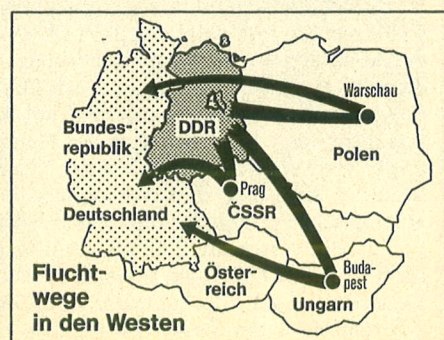 Warschau
Bundes-
republik
DDR
Polen
Prag
Deutschland
ČSSR
Flucht-
wege
in den Westen
Öster-
reich
Buda-
pest
Ungarn